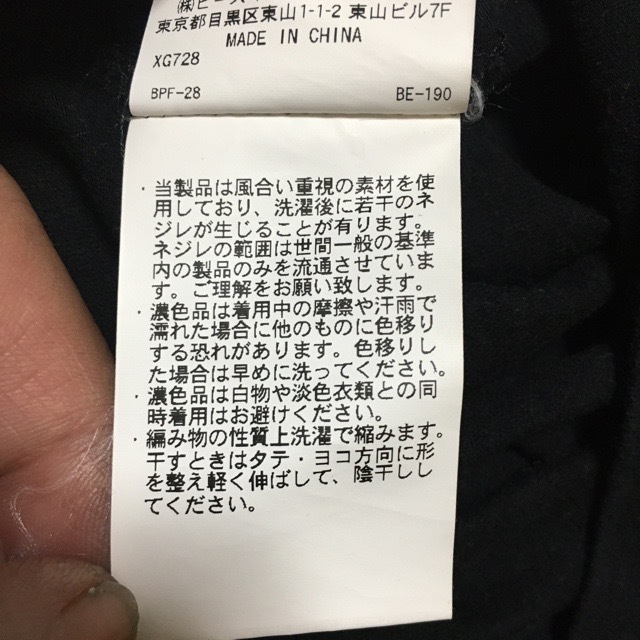 東京都目黒区東山1-1-2 東山ビル7F
MADE IN CHINA
XG728
BPF-28 BE-190
・当製品は風合い重視の素材を使
用しており、洗濯後に若干のネ
ジレが生じることが有ります。
ネジレの範囲は世間一般の基準
内の製品のみを流通させていま
す。ご理解をお願い致します。
・濃色品は着用中の摩擦や汗雨で
濡れた場合に他のものに色移り
する恐れがあります。色移りし
た場合は早めに洗ってください。
・濃色品は白物や淡色衣類との同
時着用はお避けください。
・編み物の性質上洗濯で縮みます。
干すときはタテ・ヨコ方向に形
を整え軽く伸ばして、陰干しし
てください。